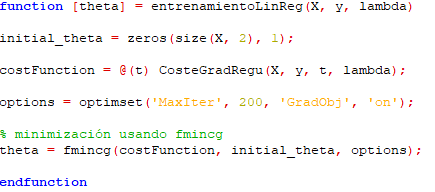 function [theta] = entrenamientoLinReg(X, y, lambda)
initial_theta = zeros(size(X, 2), 1);
costFunction = @(t) CosteGradRegu(X, y, t, lambda);
options = optimset('MaxIter', 200, 'GradObj', 'on');
% minimización usando fmincg
theta = fmincg(costFunction, initial_theta, options);
endfunction